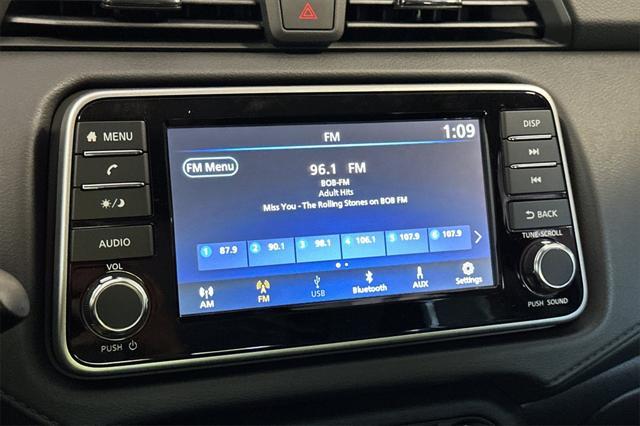 MENU
AUDIO
VOL
PUSH
FM
1:09
FM Menu
96.1 FM
BOB-FM
Adult Hits
Miss You - The Rolling Stones on BOB FM
1 87.9 2 90.1 3 98.1 4 106.1 5 107.9 6 107.9
AM FM USB Bluetooth AUX Settings
DISP
BACK
TUNE·SCROLL
PUSH SOUND